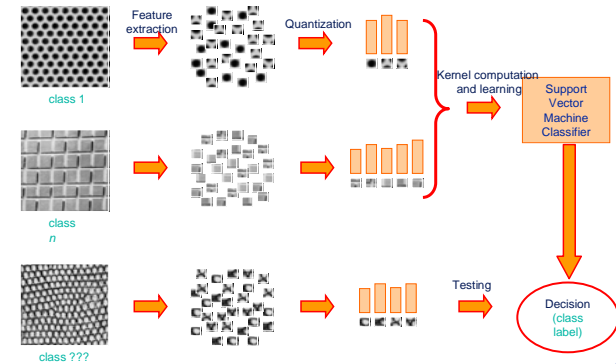 Feature
extraction
Quantization
class 1
Kernel computation
and learning
Support
Vector
Machine
Classifier
class
n
Testing
Decision
(class
label)
class ???